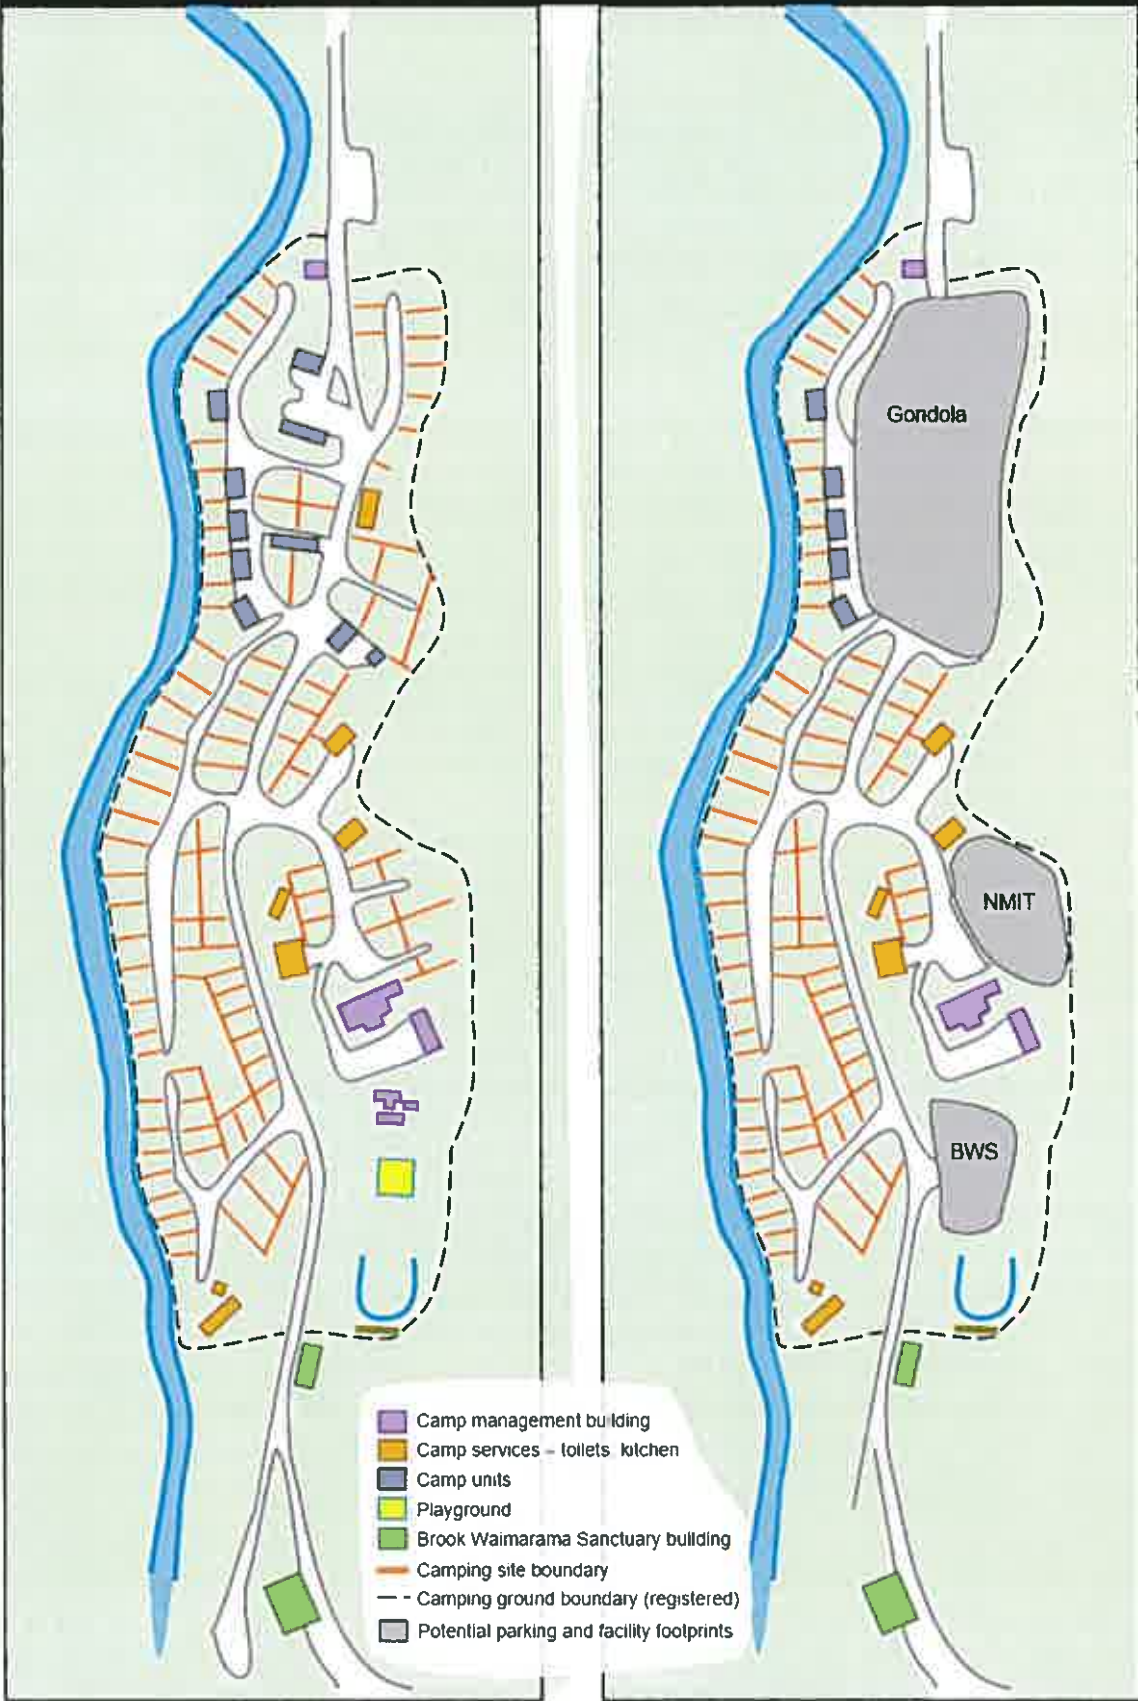 Gondola
NMIT
BWS
Camp management building
Camp services – toilets, kitchen
Camp units
Playground
Brook Waimarama Sanctuary building
Camping site boundary
Camping ground boundary (registered)
Potential parking and facility footprints